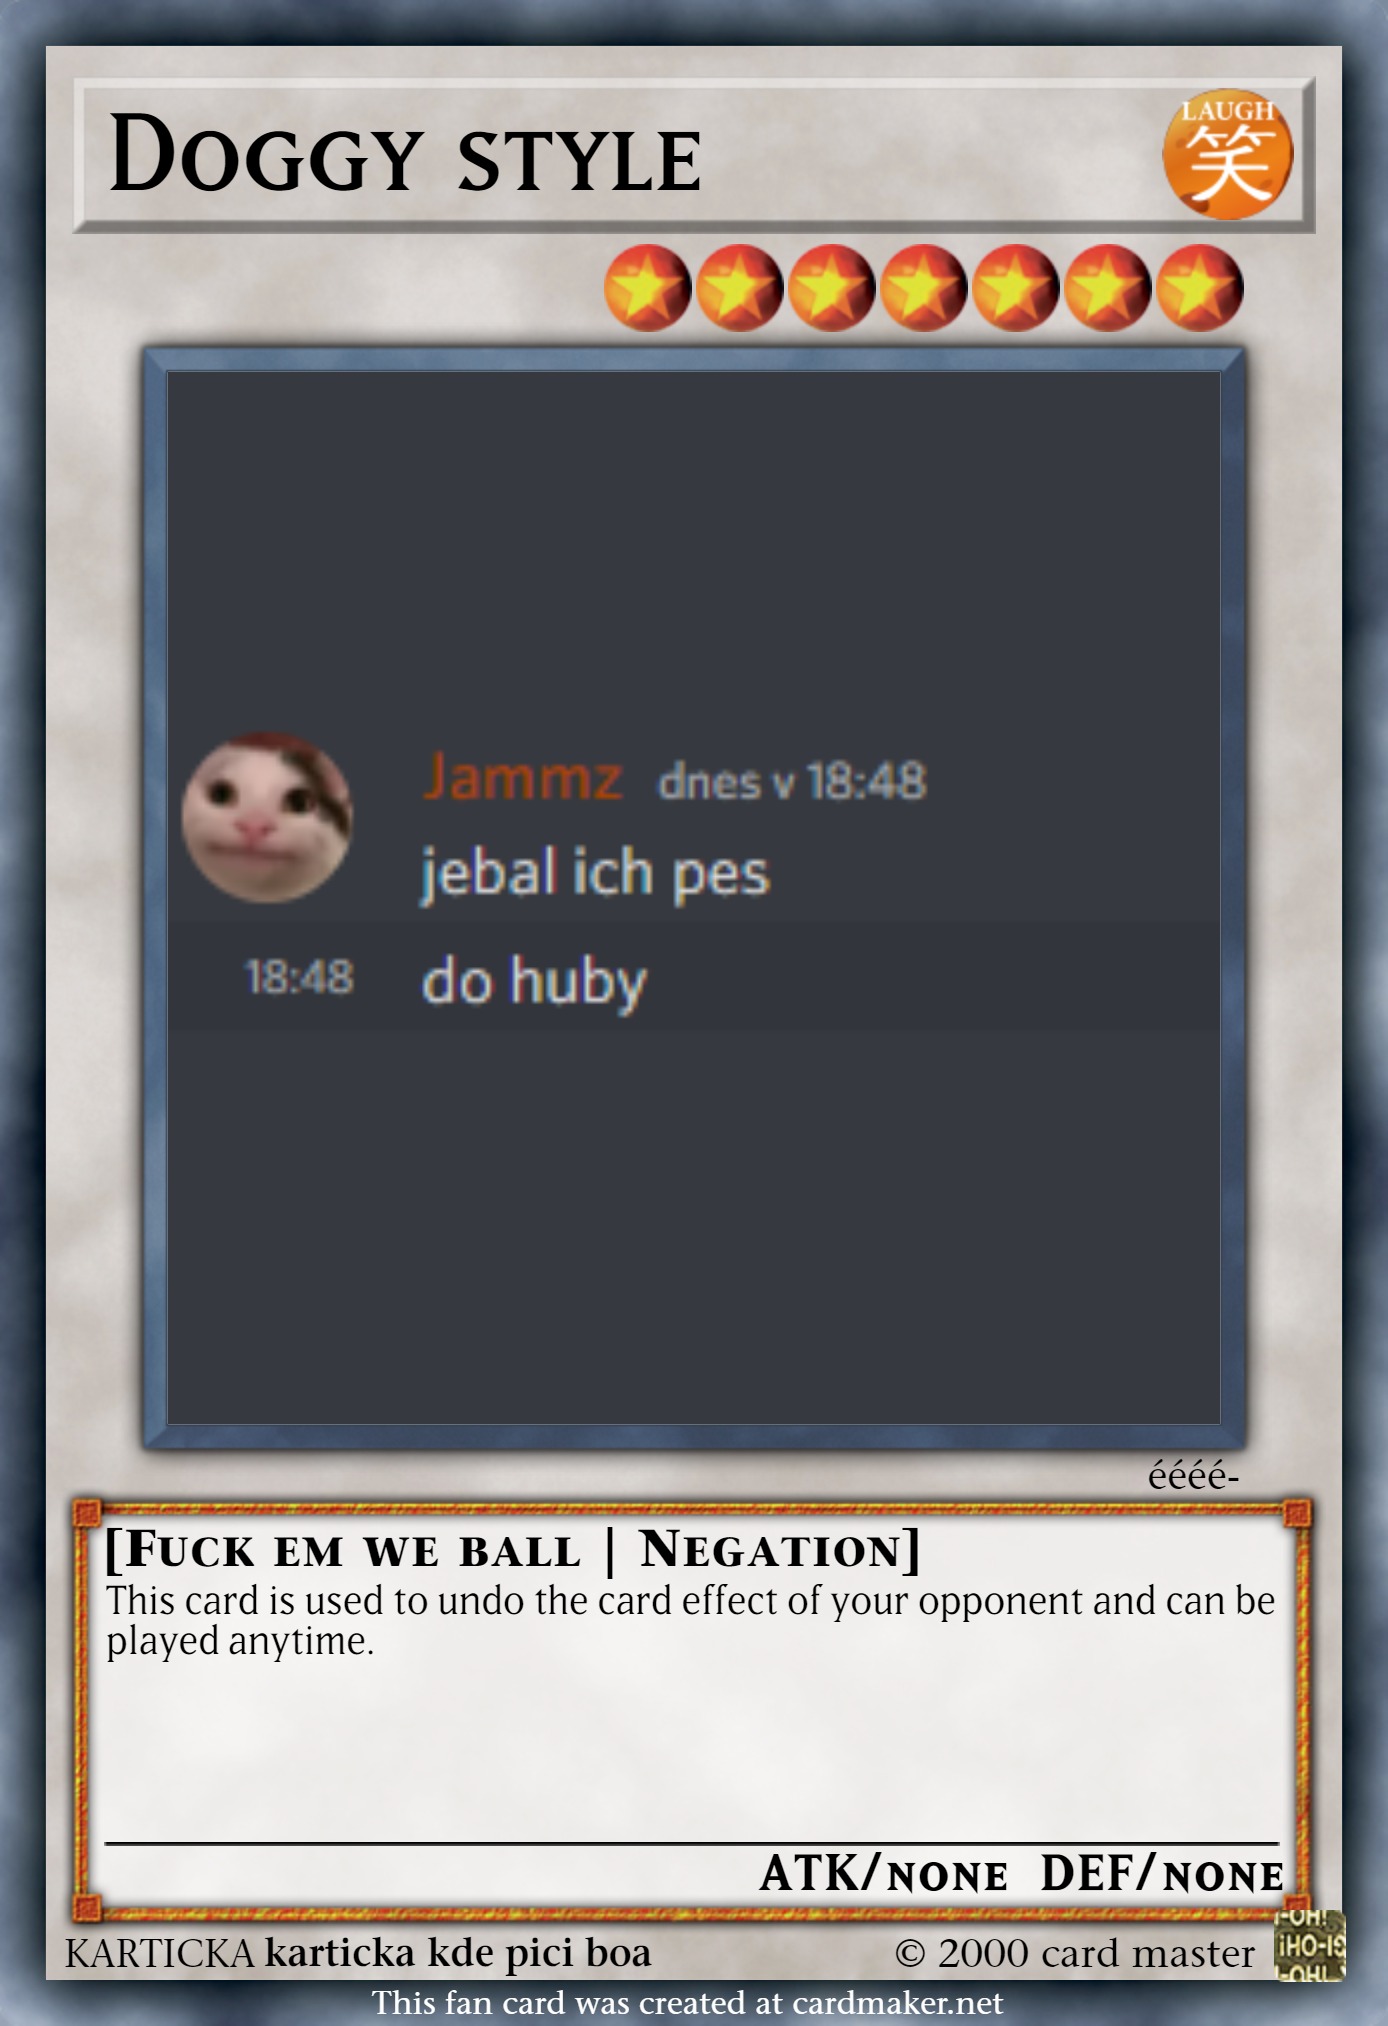 Doggy style
LAUGH
笑
Jammz dnes v 18:48
jebal ich pes
18:48 do huby
éééé-
[Fuck em we ball | Negation]
This card is used to undo the card effect of your opponent and can be
played anytime.
ATK/none DEF/none
KARTICKA karticka kde pici boa
© 2000 card master
This fan card was created at cardmaker.net